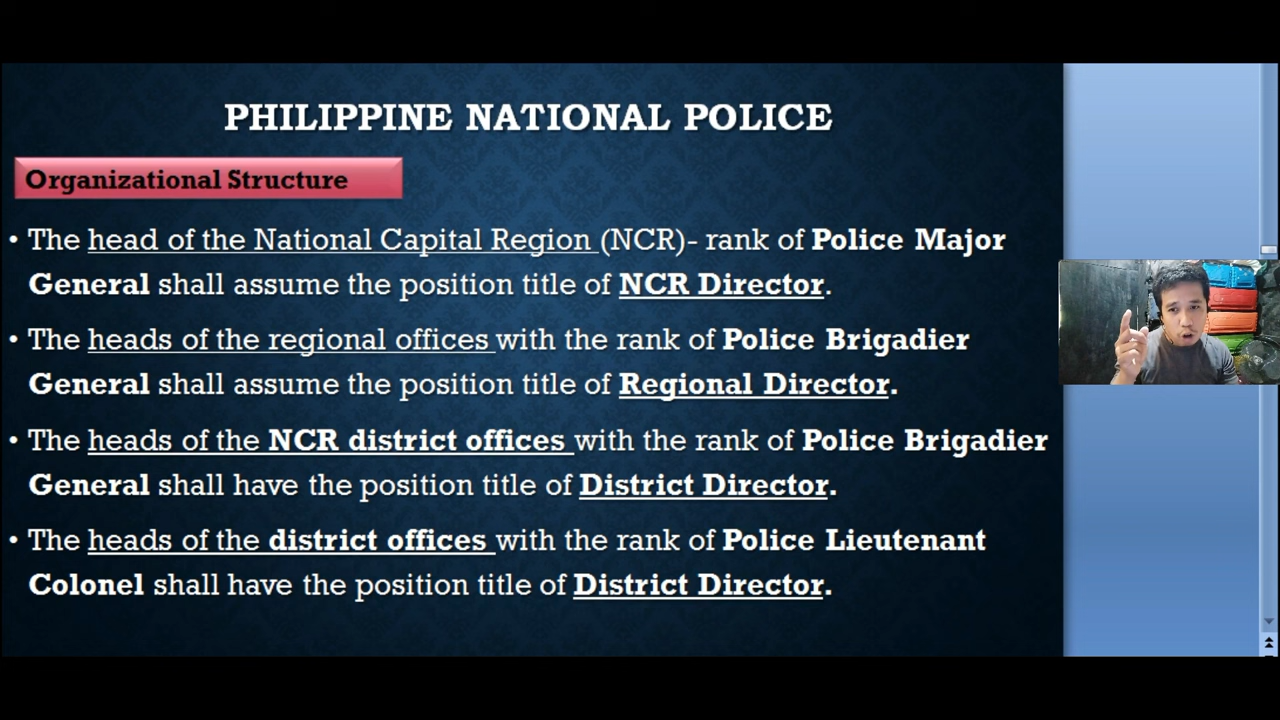 PHILIPPINE NATIONAL POLICE
Organizational Structure
• The head of the National Capital Region (NCR)- rank of Police Major
General shall assume the position title of NCR Director.
• The heads of the regional offices with the rank of Police Brigadier
General shall assume the position title of Regional Director.
• The heads of the NCR district offices with the rank of Police Brigadier
General shall have the position title of District Director.
• The heads of the district offices with the rank of Police Lieutenant
Colonel shall have the position title of District Director.